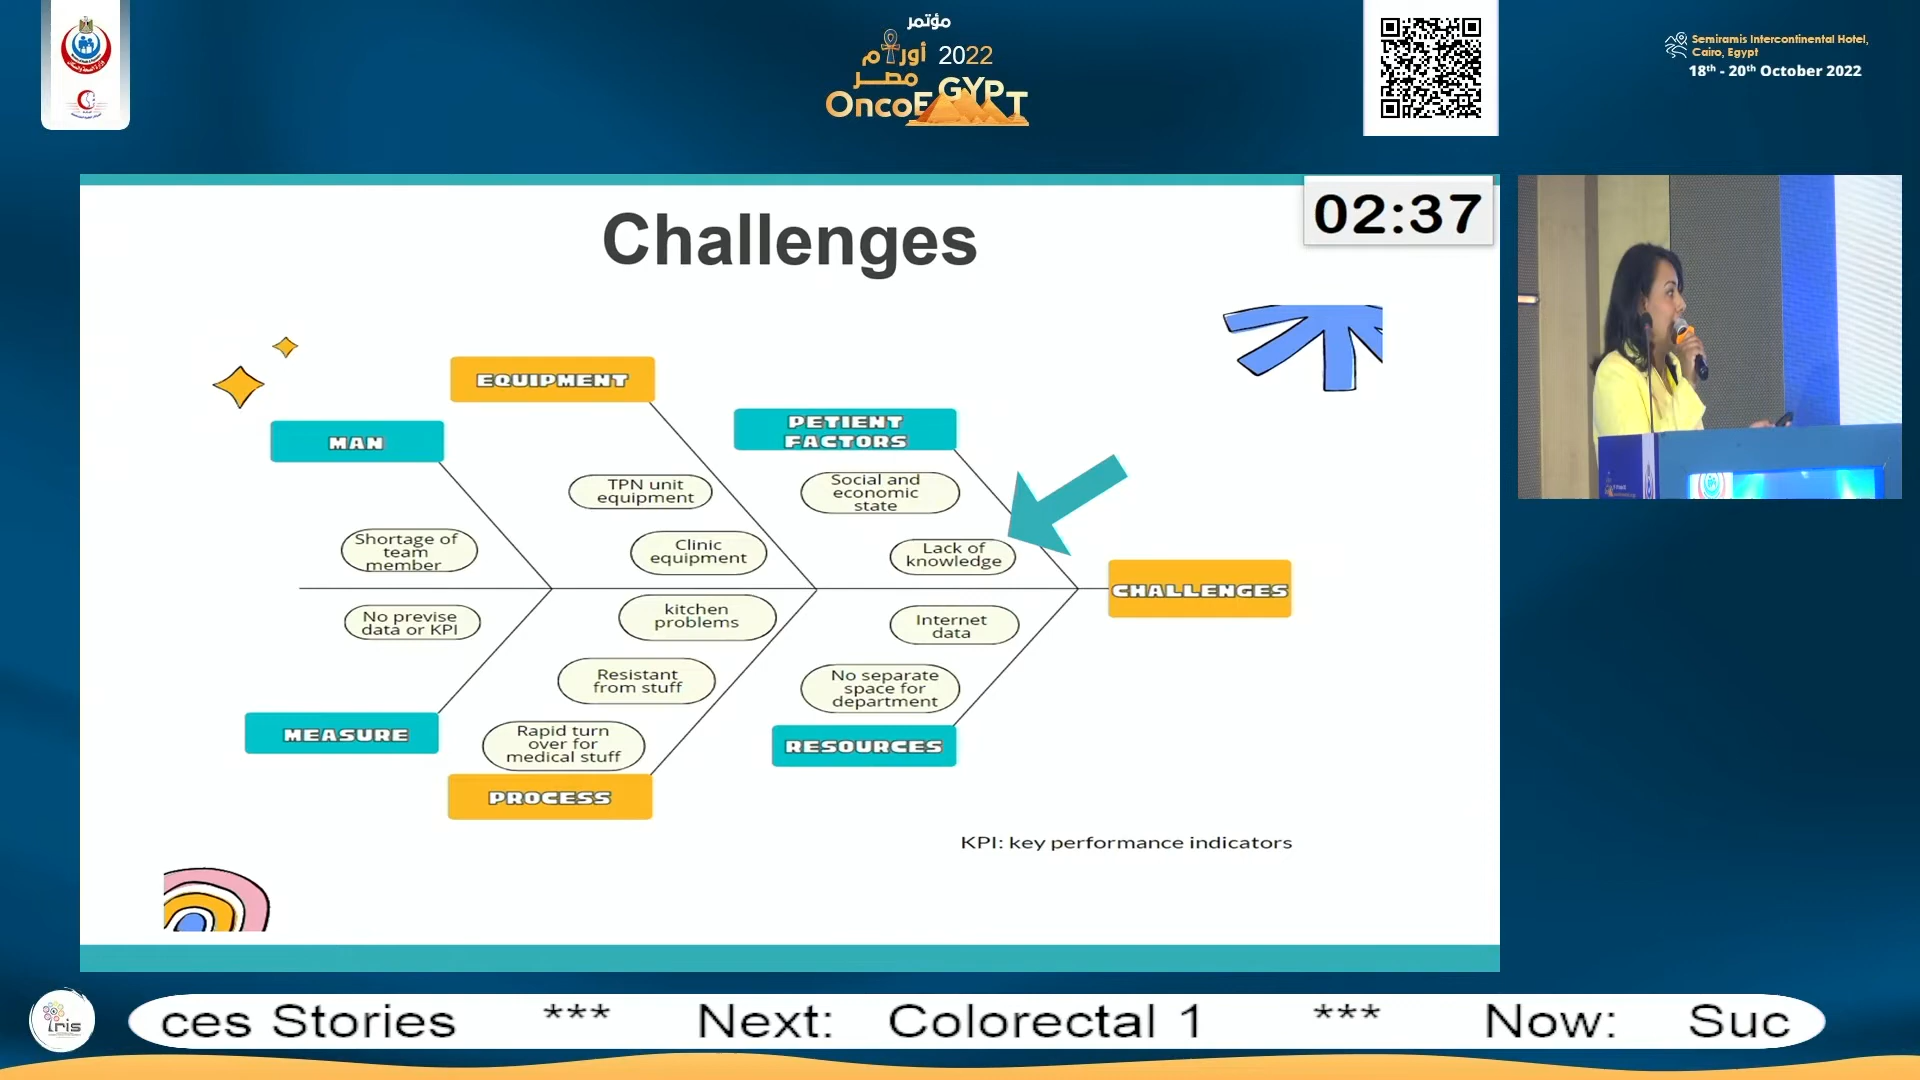 مؤتمر
أورام 2022
مصر
OncoEGYPT
Semiramis Intercontinental Hotel,
Cairo, Egypt
18th - 20th October 2022
02:37
Challenges
EQUIPMENT
MAN
PETIENT
FACTORS
TPN unit
equipment
Social and
economic
state
Shortage of
team
member
Clinic
equipment
Lack of
knowledge
CHALLENGES
No previse
data or KPI
kitchen
problems
Internet
data
Resistant
from stuff
No separate
space for
department
MEASURE
Rapid turn
over for
medical stuff
RESOURCES
PROCESS
KPI: key performance indicators
iris
ces Stories *** Next: Colorectal 1 *** Now: Suc